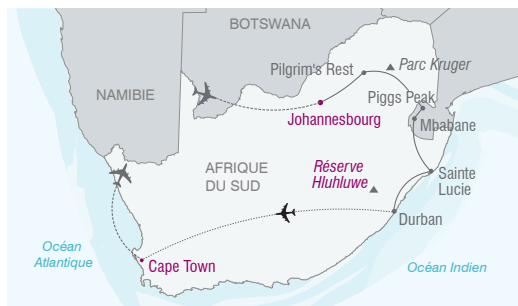 BOTSWANA
Pilgrim's Rest
Parc Kruger
NAMIBIE
Piggs Peak
Johannesbourg
Mbabane
AFRIQUE
DU SUD
Réserve
Hluhluwe
Sainte
Lucie
Durban
Océan
Atlantique
Cape Town
Océan Indien